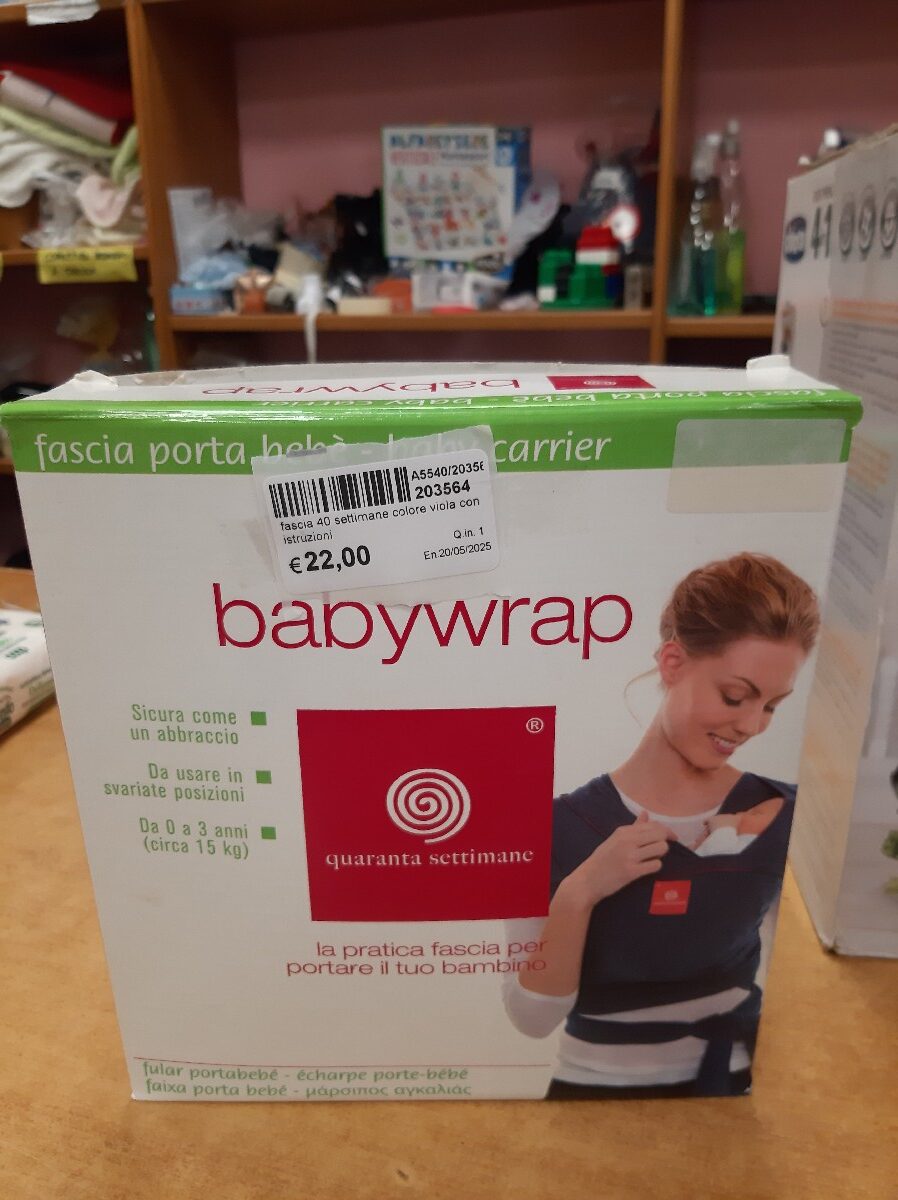 babywrap
fascia porta bebè - baby carrier
fascia porta bebè - baby carrier
A5540/20356
203564
fascia 40 settimane colore viola con
istruzioni
Q.in. 1
€22,00
En.20/05/2025
babywrap
Sicura come
un abbraccio
Da usare in
svariate posizioni
Da 0 a 3 anni
(circa 15 kg)
®
quaranta settimane
la pratica fascia per
portare il tuo bambino
fular portabebé - écharpe porte-bébé
faixa porta bebé - μάρσιπος αγκαλιάς